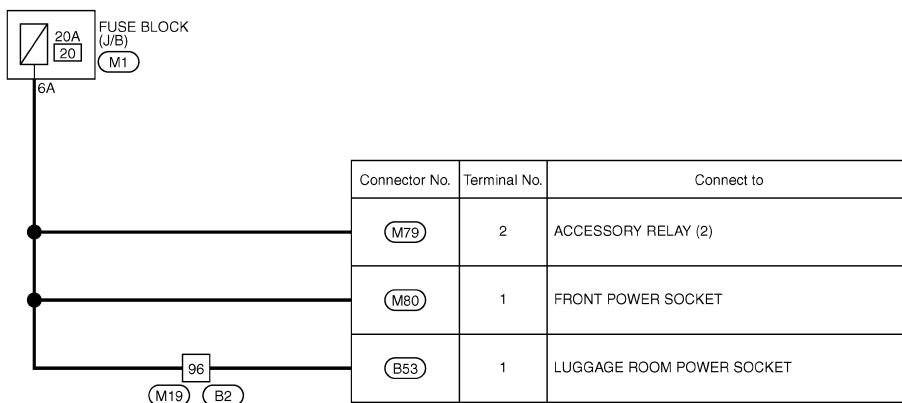 20A
20
FUSE BLOCK
(J/B)
M1
6A
Connector No. Terminal No. Connect to
M79 2 ACCESSORY RELAY (2)
M80 1 FRONT POWER SOCKET
96
B53 1 LUGGAGE ROOM POWER SOCKET
M19 B2